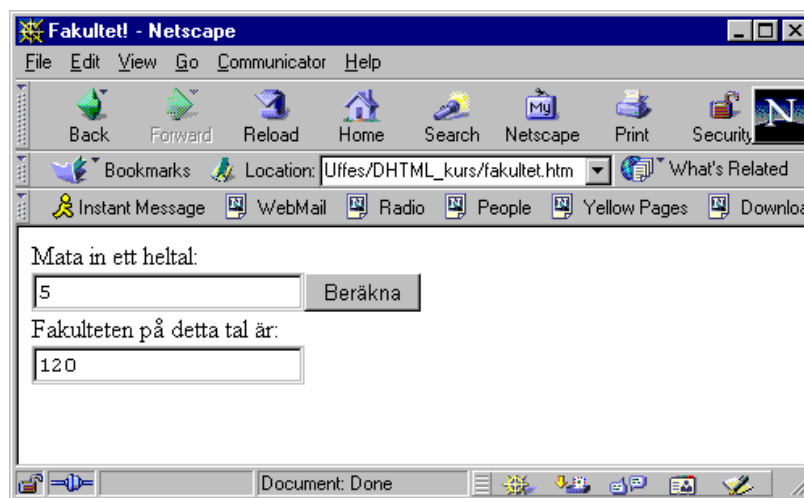 Fakultet! - Netscape
File Edit View Go Communicator Help
Back Forward Reload Home Search My Netscape Print Security N
Bookmarks Location: Uffes/DHTML_kurs/fakultet.htm What's Related
Instant Message WebMail Radio People Yellow Pages Downloa
Mata in ett heltal:
5 Beräkna
Fakulteten på detta tal är:
120
Document: Done